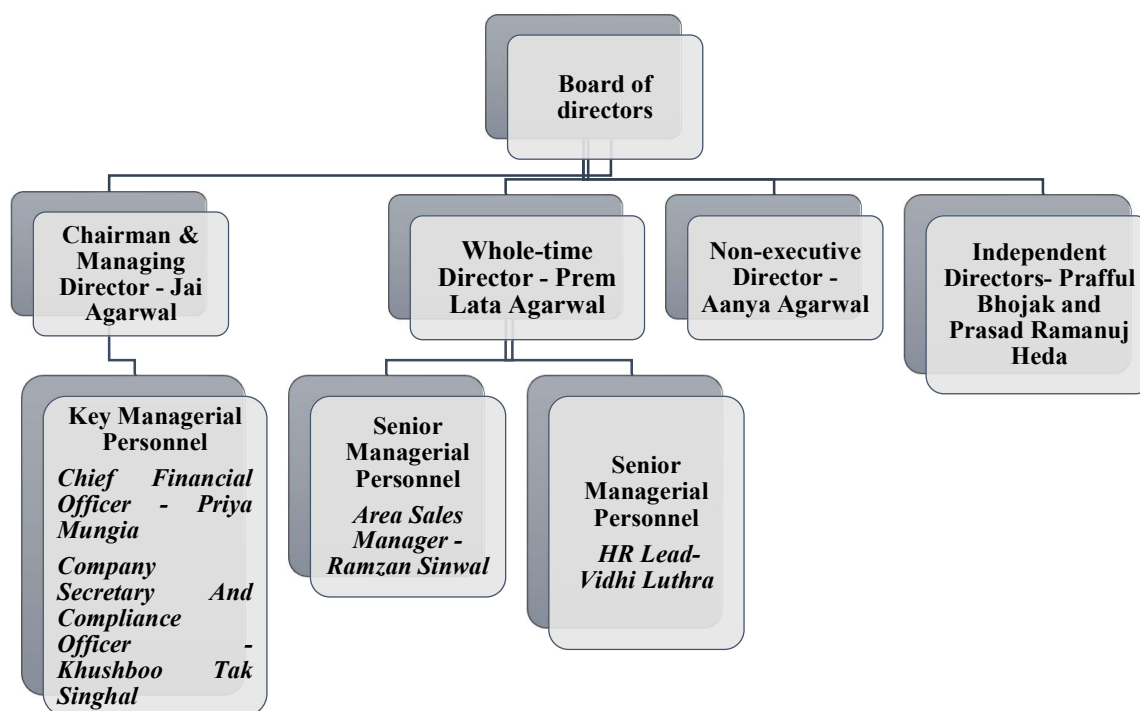 Board of
directors
Chairman &
Managing
Director - Jai
Agarwal
Whole-time
Director - Prem
Lata Agarwal
Non-executive
Director -
Aanya Agarwal
Independent
Directors- Prafful
Bhojak and
Prasad Ramanuj
Heda
Key Managerial
Personnel
Chief Financial
Officer - Priya
Mungia
Company
Secretary And
Compliance
Officer -
Khushboo Tak
Singhal
Senior
Managerial
Personnel
Area Sales
Manager -
Ramzan Sinwal
Senior
Managerial
Personnel
HR Lead-
Vidhi Luthra